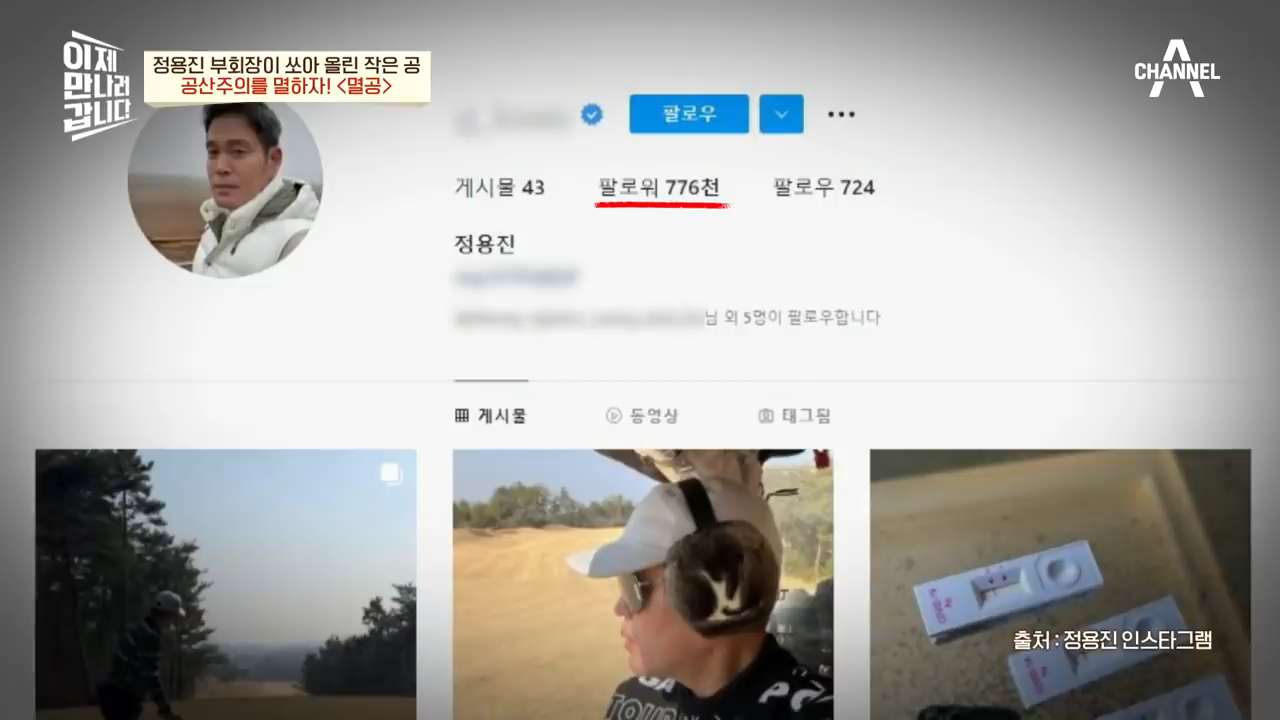 이제
만나러
갑니다
정용진 부회장이 쏘아 올린 작은 공
공산주의를 멸하자! <멸공>
CHANNEL A
팔로우
게시물 43 팔로워 776천 팔로우 724
정용진
님 외 5명이 팔로우합니다
게시물 동영상 태그됨
출처 : 정용진 인스타그램